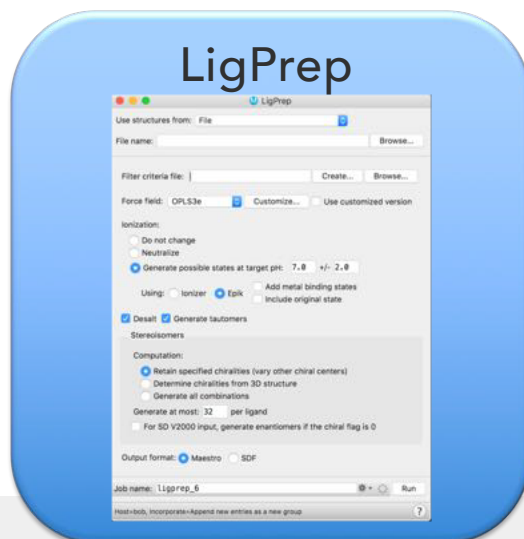 LigPrep
LigPrep
Use structures from: File
File name: Browse...
Filter criteria file: Create... Browse...
Force field: OPLS3e Customize... Use customized version
Ionization:
Do not change
Neutralize
Generate possible states at target pH: 7.0 +/- 2.0
Using: Ionizer Epik Add metal binding states
Include original state
Desalt Generate tautomers
Stereoisomers
Computation:
Retain specified chiralities (vary other chiral centers)
Determine chiralities from 3D structure
Generate all combinations
Generate at most: 32 per ligand
For SD V2000 input, generate enantiomers if the chiral flag is 0
Output format: Maestro SDF
Job name: ligprep_6 Run
Host=bob, Incorporate=Append new entries as a new group ?